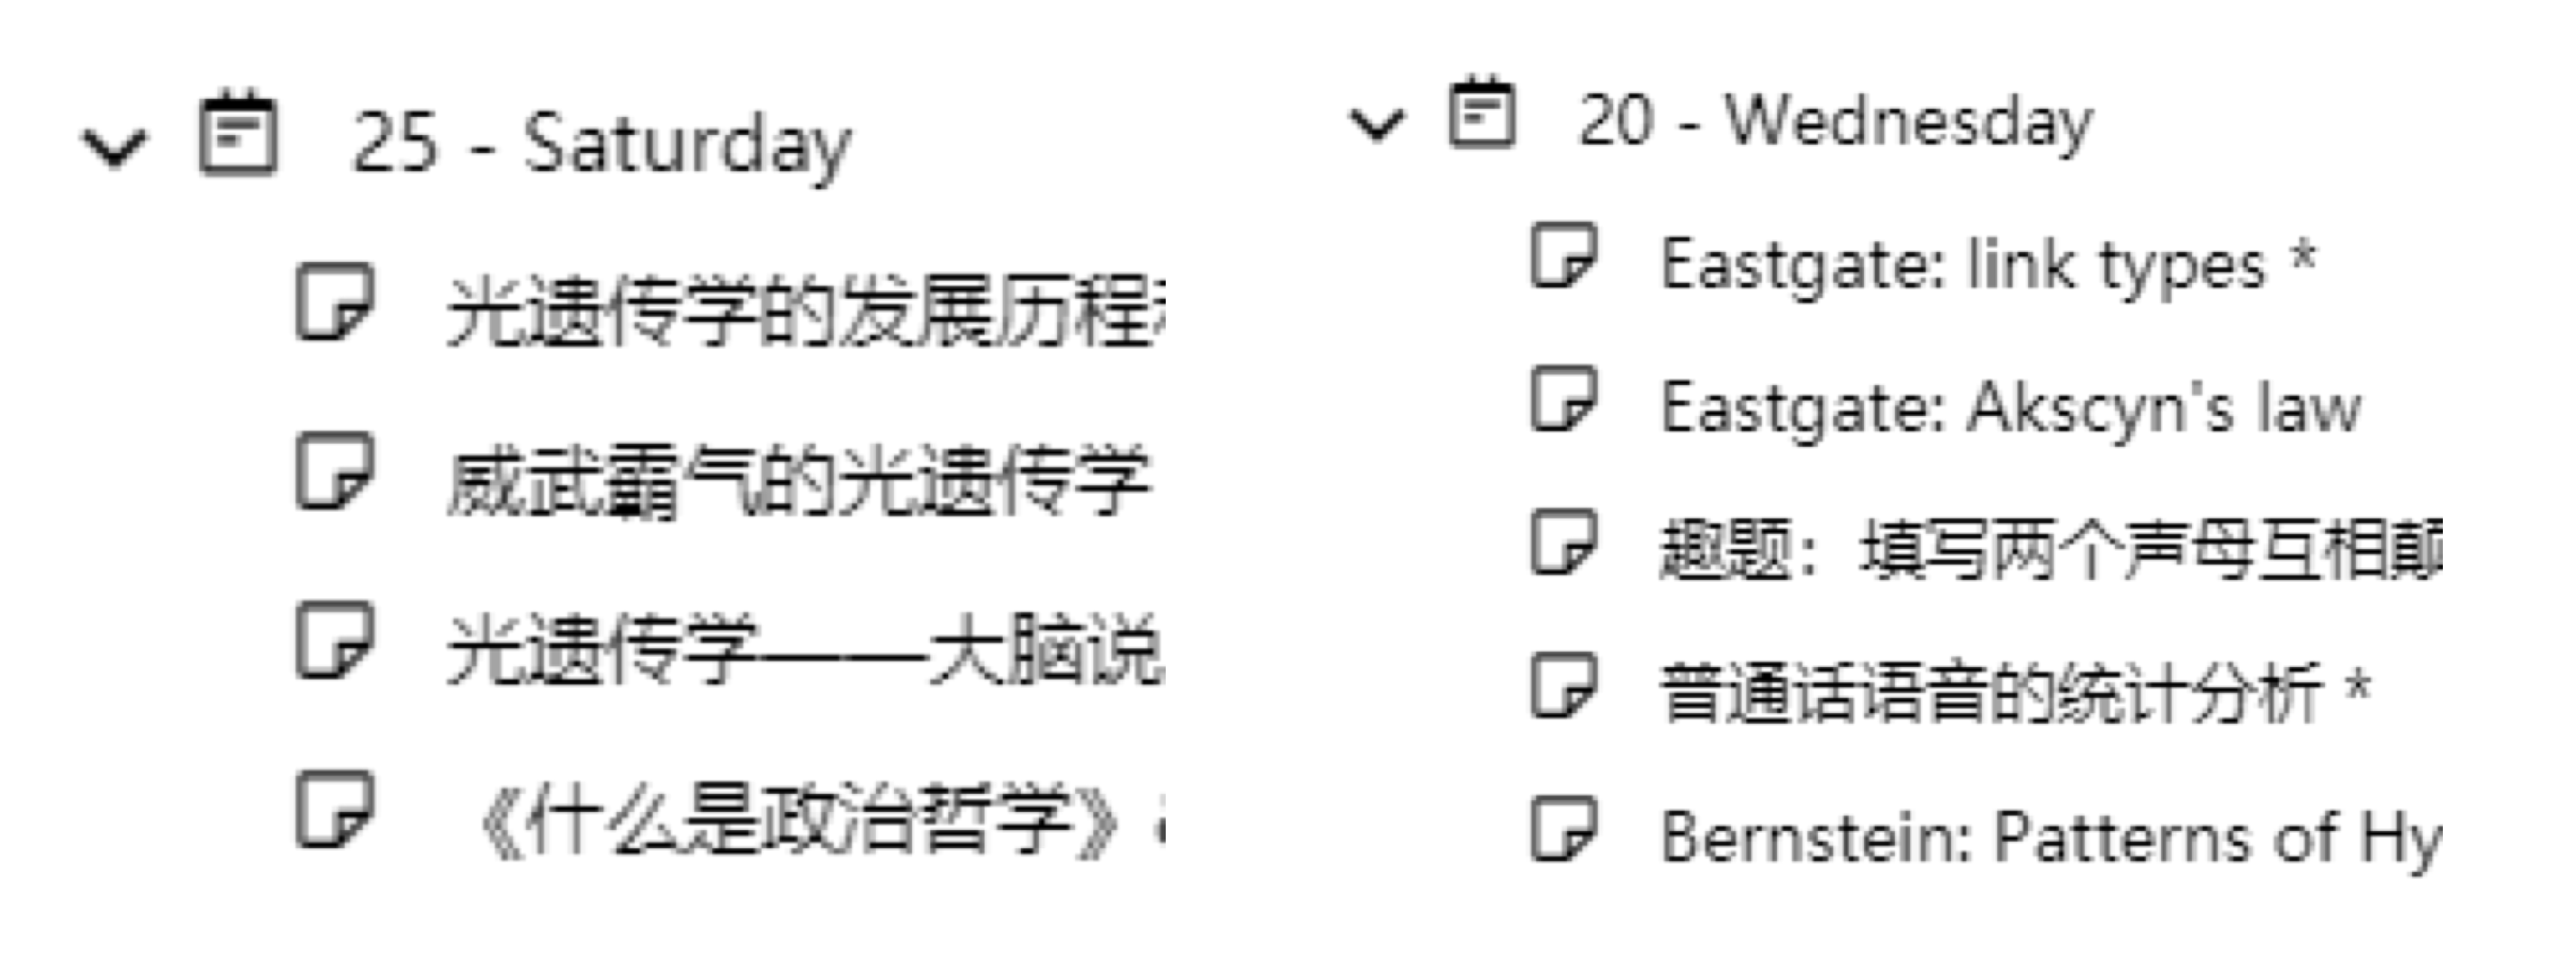 25 - Saturday
光遗传学的发展历程
威武霸气的光遗传学
光遗传学——大脑说
《什么是政治哲学》
20 - Wednesday
Eastgate: link types *
Eastgate: Akscyn's law
趣题：填写两个声母互相颠
普通话语音的统计分析 *
Bernstein: Patterns of Hy